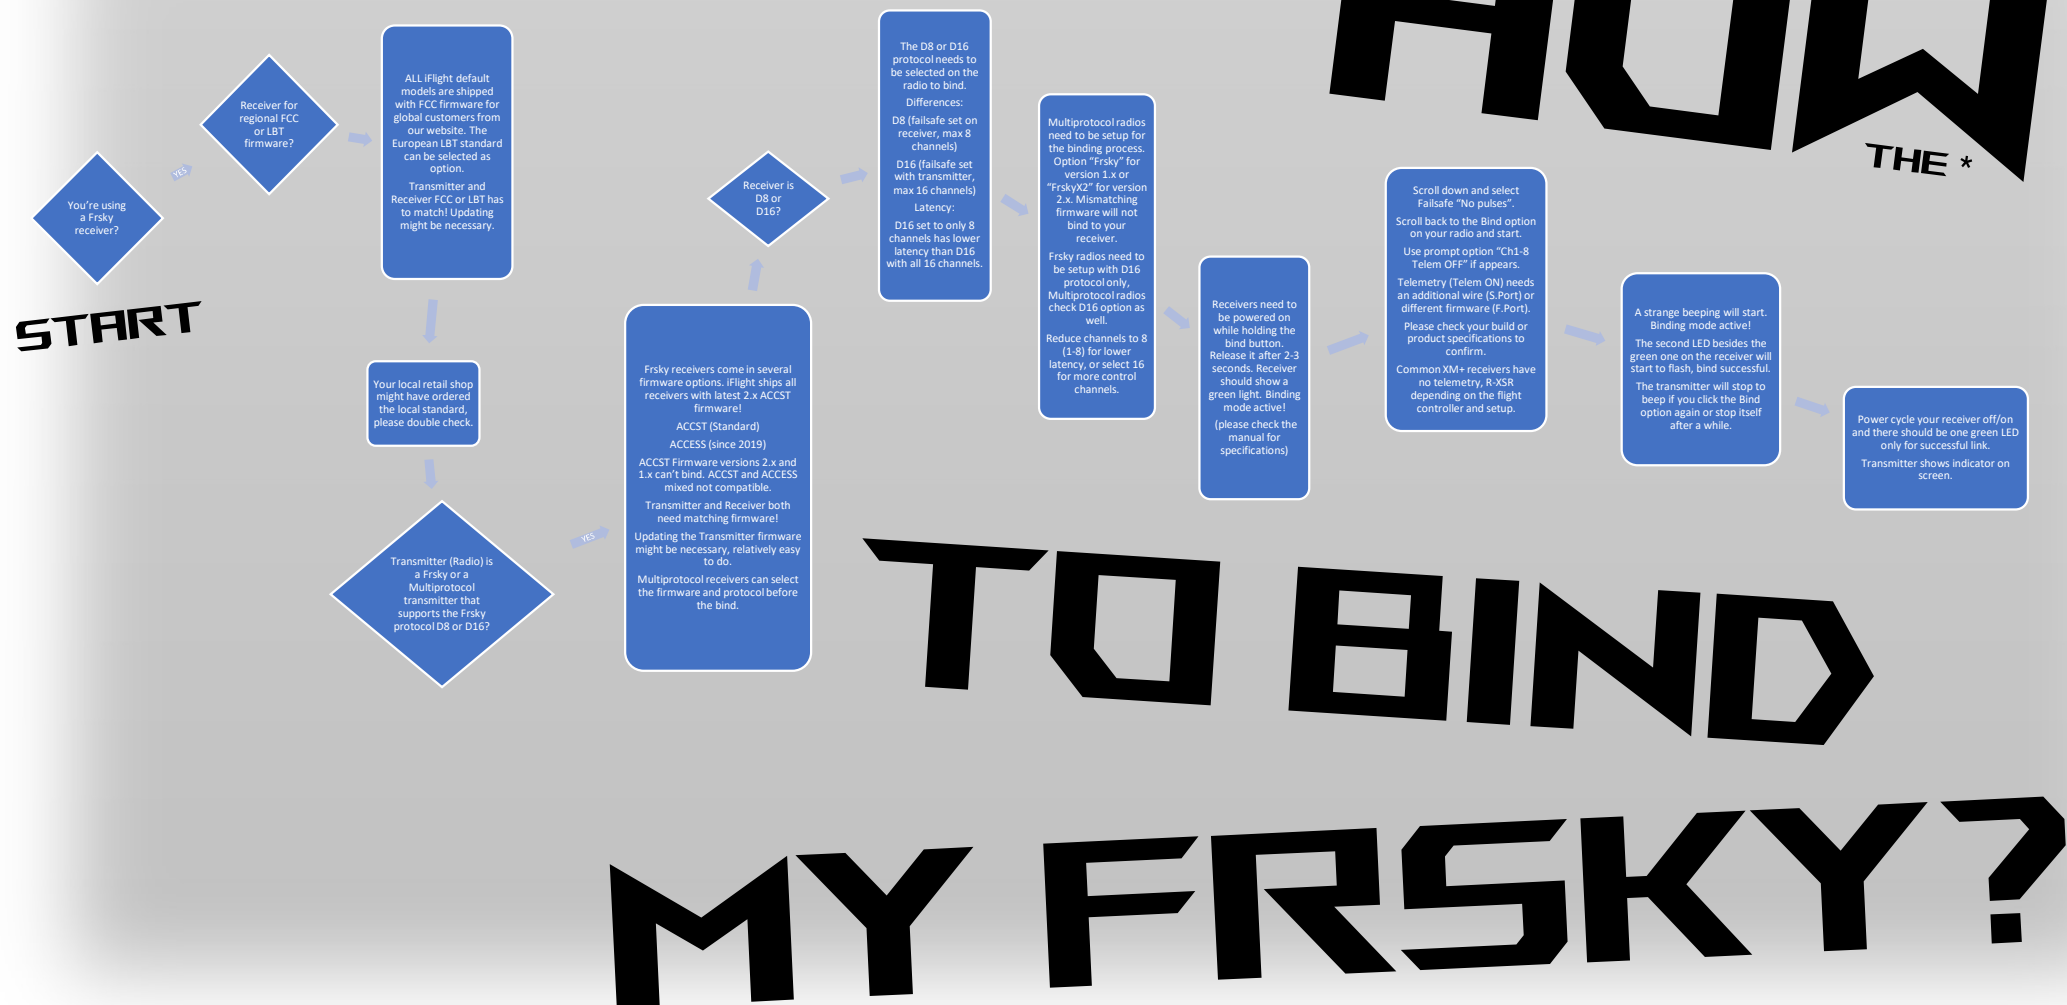 HOW
THE *
TO BIND
MY FRSKY?
START
You’re using
a Frsky
receiver?
YES
Receiver for
regional FCC
or LBT
firmware?
ALL iFlight default
models are shipped
with FCC firmware for
global customers from
our website. The
European LBT standard
can be selected as
option.
Transmitter and
Receiver FCC or LBT has
to match! Updating
might be necessary.
Your local retail shop
might have ordered
the local standard,
please double check.
Transmitter (Radio) is
a Frsky or a
Multiprotocol
transmitter that
supports the Frsky
protocol D8 or D16?
YES
Frsky receivers come in several
firmware options. iFlight ships all
receivers with latest 2.x ACCST
firmware!
ACCST (Standard)
ACCESS (since 2019)
ACCST Firmware versions 2.x and
1.x can’t bind. ACCST and ACCESS
mixed not compatible.
Transmitter and Receiver both
need matching firmware!
Updating the Transmitter firmware
might be necessary, relatively easy
to do.
Multiprotocol receivers can select
the firmware and protocol before
the bind.
Receiver is
D8 or
D16?
The D8 or D16
protocol needs to
be selected on the
radio to bind.
Differences:
D8 (failsafe set on
receiver, max 8
channels)
D16 (failsafe set
with transmitter,
max 16 channels)
Latency:
D16 set to only 8
channels has lower
latency than D16
with all 16 channels.
Multiprotocol radios
need to be setup for
the binding process.
Option “Frsky” for
version 1.x or
“FrskyX2” for version
2.x. Mismatching
firmware will not
bind to your
receiver.
Frsky radios need to
be setup with D16
protocol only,
Multiprotocol radios
check D16 option as
well.
Reduce channels to 8
(1-8) for lower
latency, or select 16
for more control
channels.
Receivers need to
be powered on
while holding the
bind button.
Release it after 2-3
seconds. Receiver
should show a
green light. Binding
mode active!
(please check the
manual for
specifications)
Scroll down and select
Failsafe “No pulses”.
Scroll back to the Bind option
on your radio and start.
Use prompt option “Ch1-8
Telem OFF” if appears.
Telemetry (Telem ON) needs
an additional wire (S.Port) or
different firmware (F.Port).
Please check your build or
product specifications to
confirm.
Common XM+ receivers have
no telemetry, R-XSR
depending on the flight
controller and setup.
A strange beeping will start.
Binding mode active!
The second LED besides the
green one on the receiver will
start to flash, bind successful.
The transmitter will stop to
beep if you click the Bind
option again or stop itself
after a while.
Power cycle your receiver off/on
and there should be one green LED
only for successful link.
Transmitter shows indicator on
screen.